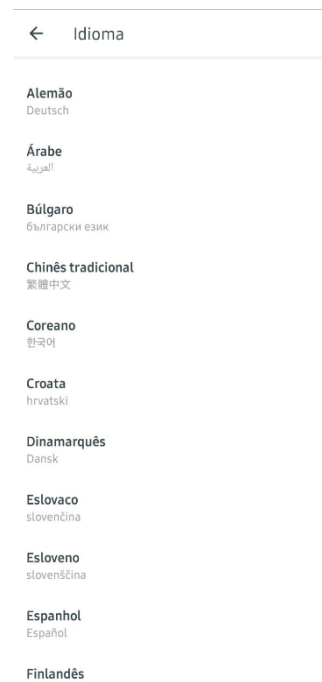 Idioma
Alemão
Deutsch
Árabe
العربية
Búlgaro
български език
Chinês tradicional
繁體中文
Coreano
한국어
Croata
hrvatski
Dinamarquês
Dansk
Eslovaco
slovenčina
Esloveno
slovenščina
Espanhol
Español
Finlandês